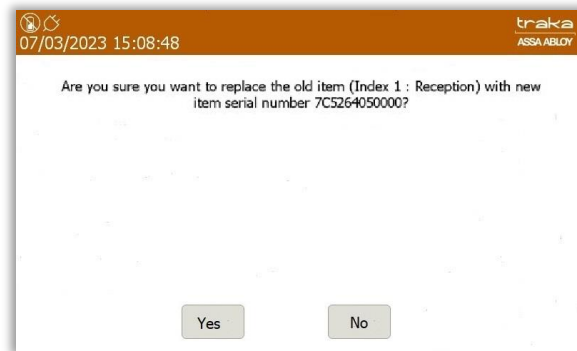 07/03/2023 15:08:48
traka
ASSA ABLOY
Are you sure you want to replace the old item (Index 1 : Reception) with new
item serial number 7C5264050000?
Yes
No